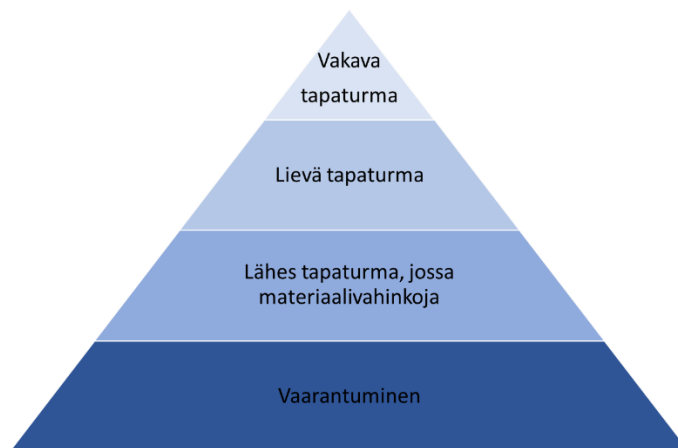 Vakava
tapaturma
Lievä tapaturma
Lähes tapaturma, jossa
materiaalivahinkoja
Vaarantuminen